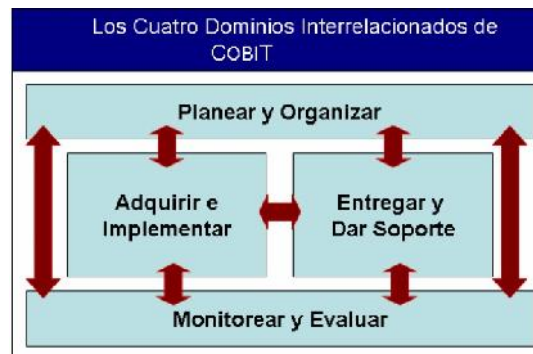 Los Cuatro Dominios Interrelacionados de
COBIT
Planear y Organizar
Adquirir e
Implementar
Entregar y
Dar Soporte
Monitorear y Evaluar